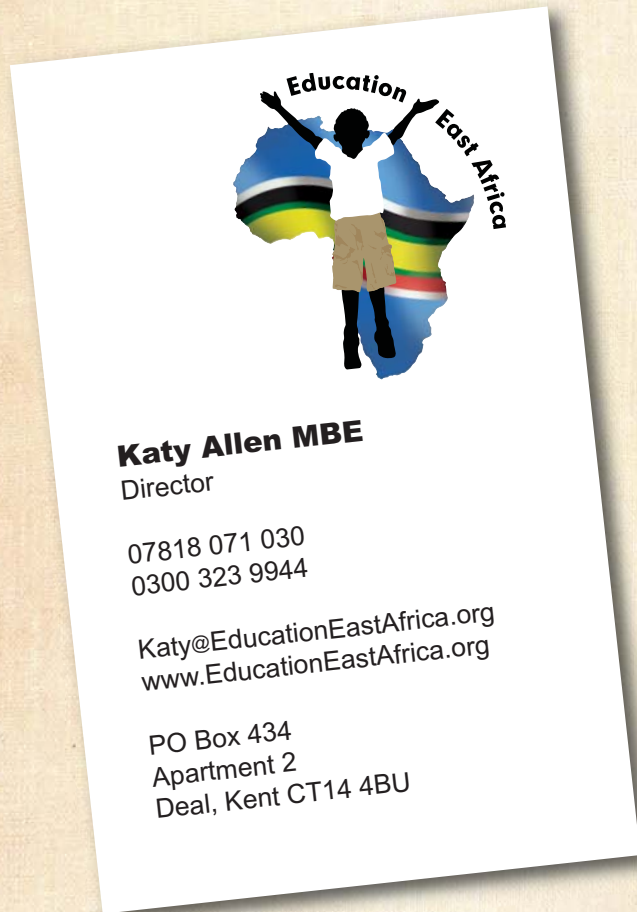 Education East Africa
Katy Allen MBE
Director
07818 071 030
0300 323 9944
Katy@EducationEastAfrica.org
www.EducationEastAfrica.org
PO Box 434
Apartment 2
Deal, Kent CT14 4BU